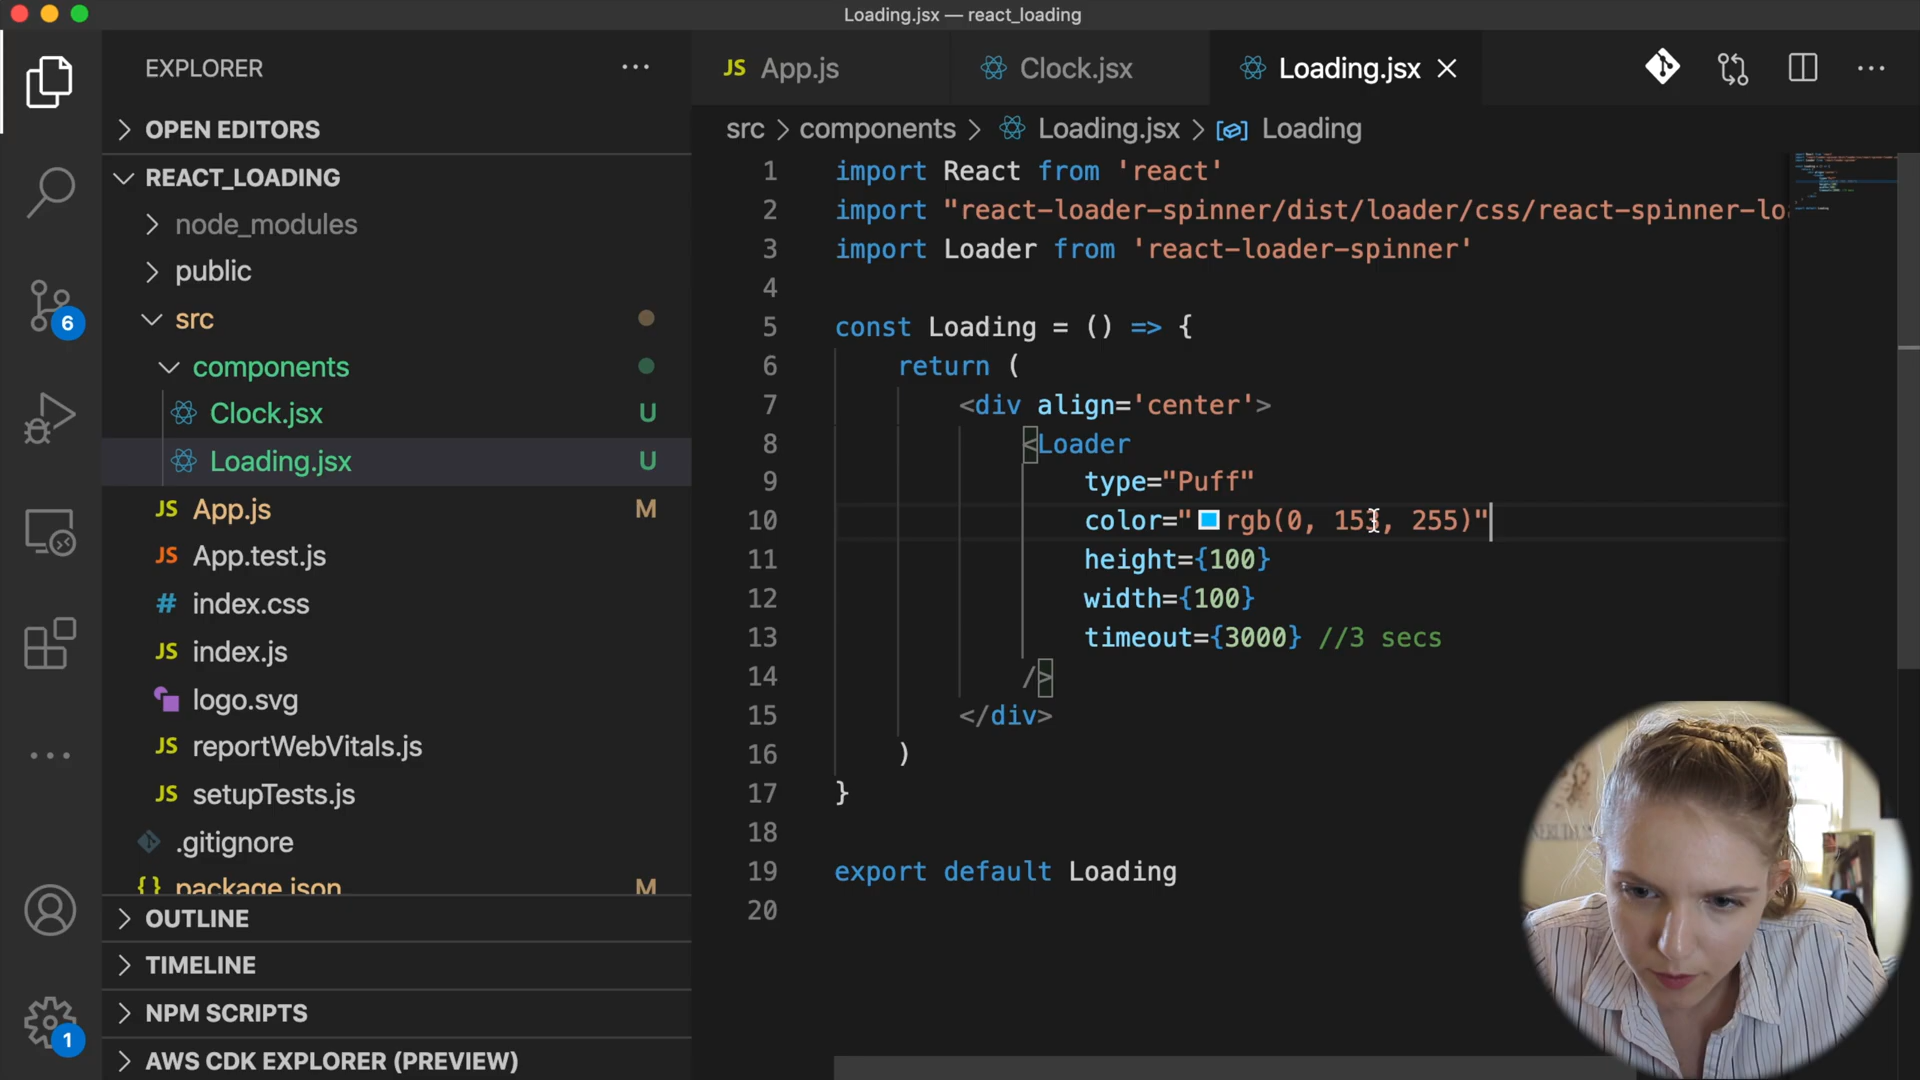 Loading.jsx — react_loading
EXPLORER
OPEN EDITORS
REACT_LOADING
node_modules
public
src
components
Clock.jsx U
Loading.jsx U
JS App.js M
JS App.test.js
# index.css
JS index.js
logo.svg
JS reportWebVitals.js
JS setupTests.js
.gitignore
{} package.json M
OUTLINE
TIMELINE
NPM SCRIPTS
AWS CDK EXPLORER (PREVIEW)
6
1
JS App.js
Clock.jsx
Loading.jsx
src > components > Loading.jsx > Loading
1 import React from 'react'
2 import "react-loader-spinner/dist/loader/css/react-spinner-lo
3 import Loader from 'react-loader-spinner'
4
5 const Loading = () => {
6 return (
7 <div align='center'>
8 <Loader
9 type="Puff"
10 color="rgb(0, 153, 255)"
11 height={100}
12 width={100}
13 timeout={3000} //3 secs
14 />
15 </div>
16 )
17 }
18
19 export default Loading
20